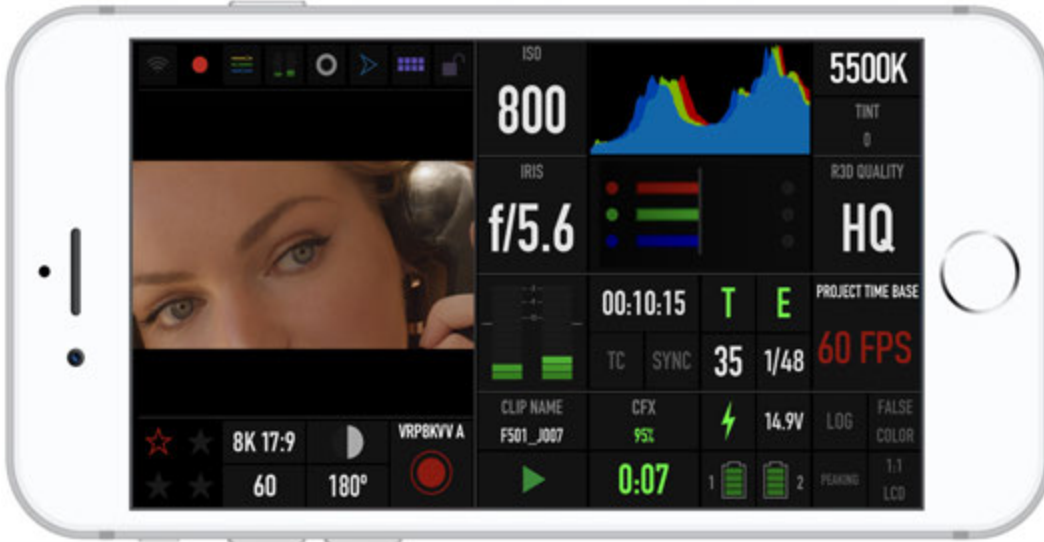 ISO
800
5500K
TINT
0
IRIS
f/5.6
R3D QUALITY
HQ
00:10:15
T
E
PROJECT TIME BASE
60 FPS
TC
SYNC
35
1/48
CLIP NAME
F501_J007
CFX
95%
14.9V
LOG
FALSE
COLOR
8K 17:9
VRPBKVV A
60
180°
0:07
1
2
PEAKING
1:1
LCD